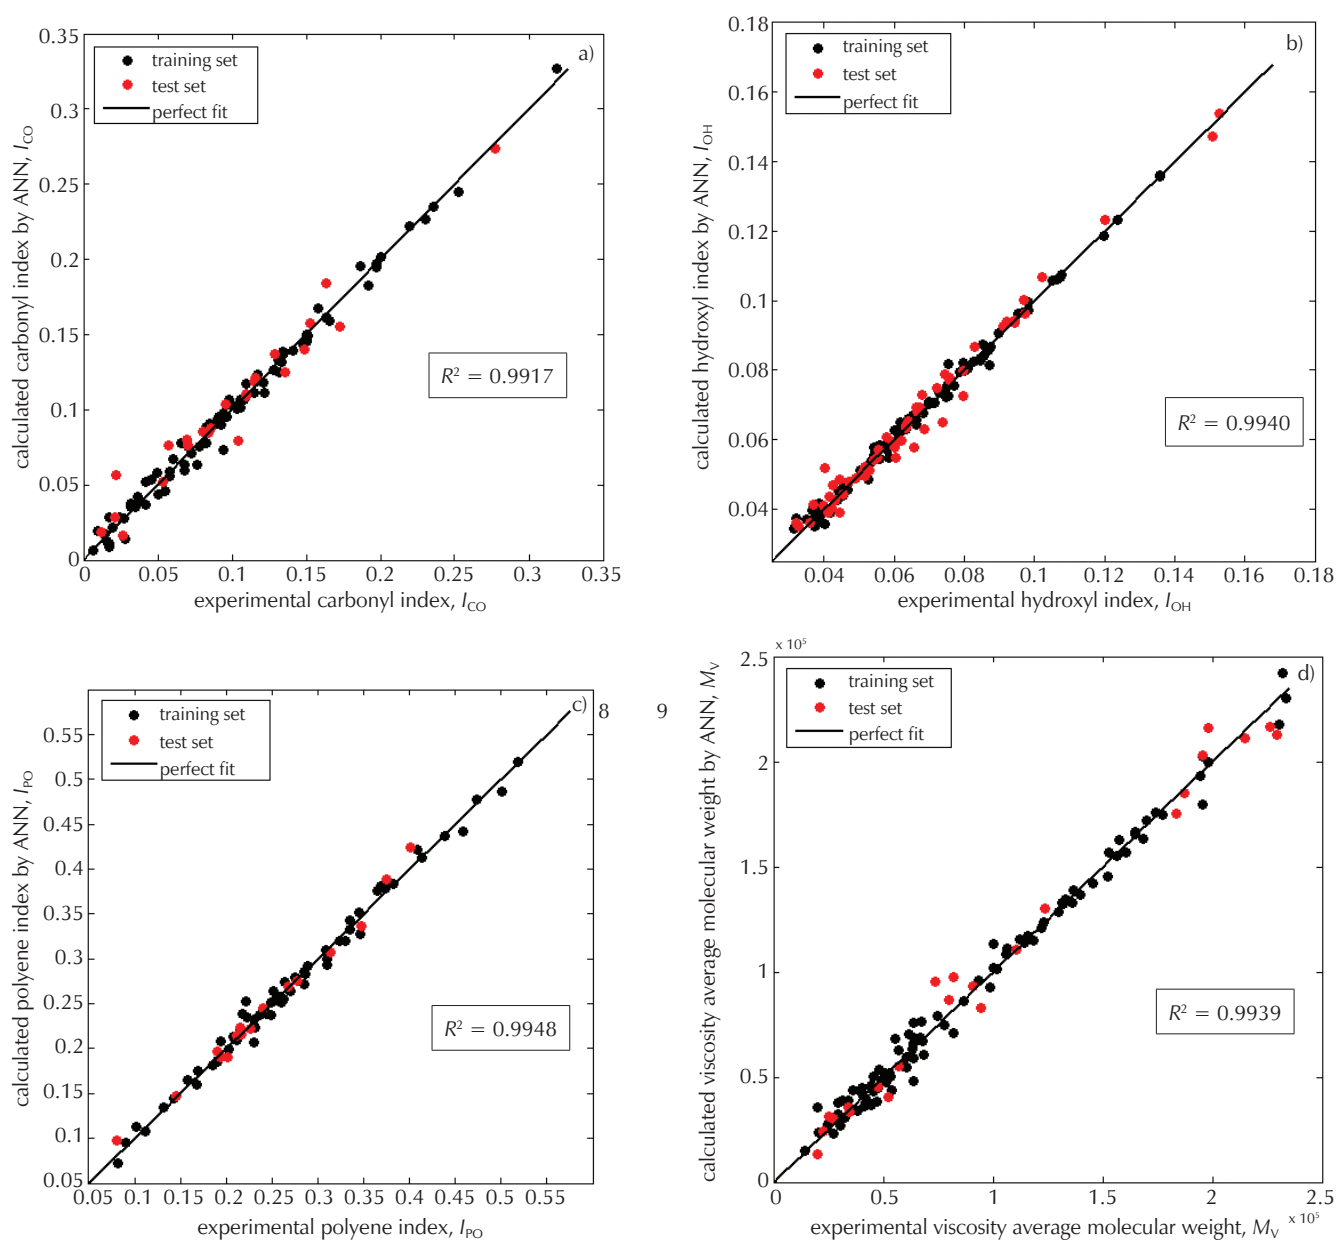 a)
training set
test set
perfect fit
R² = 0.9917
0.35
0.3
0.25
0.2
0.15
0.1
0.05
0
0 0.05 0.1 0.15 0.2 0.25 0.3 0.35
calculated carbonyl index by ANN, I_CO
experimental carbonyl index, I_CO
b)
training set
test set
perfect fit
R² = 0.9940
0.18
0.16
0.14
0.12
0.1
0.08
0.06
0.04
0.04 0.06 0.08 0.1 0.12 0.14 0.16 0.18
calculated hydroxyl index by ANN, I_OH
experimental hydroxyl index, I_OH
c)
8 9
training set
test set
perfect fit
R² = 0.9948
0.55
0.5
0.45
0.4
0.35
0.3
0.25
0.2
0.15
0.1
0.05
0.05 0.1 0.15 0.2 0.25 0.3 0.35 0.4 0.45 0.5 0.55
calculated polyene index by ANN, I_PO
experimental polyene index, I_PO
x 10⁵
d)
training set
test set
perfect fit
R² = 0.9939
2.5
2
1.5
1
0.5
0
0 0.5 1 1.5 2 2.5
x 10⁵
calculated viscosity average molecular weight by ANN, M_V
experimental viscosity average molecular weight, M_V